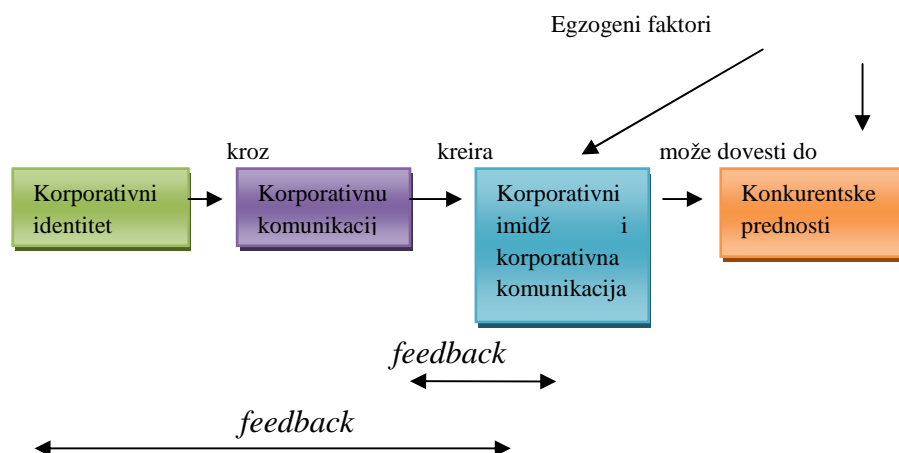 Egzogeni faktori
kroz
kreira
može dovesti do
Korporativni
identitet
Korporativnu
komunikacij
Korporativni
imidž i
korporativna
komunikacija
Konkurentske
prednosti
feedback
feedback